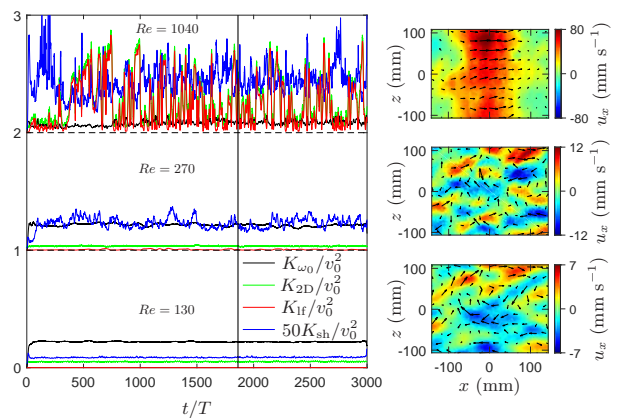 3
Re = 1040
2
Re = 270
1
K_{ω_0}/v_0^2
K_{2D}/v_0^2
K_{lf}/v_0^2
50K_{sh}/v_0^2
Re = 130
0
0 500 1000 1500 2000 2500 3000
t/T
100
0
-100
z (mm)
80
0
-80
u_x (mm s^{-1})
100
0
-100
z (mm)
12
0
-12
u_x (mm s^{-1})
100
0
-100
z (mm)
7
0
-7
u_x (mm s^{-1})
-100 0 100
x (mm)